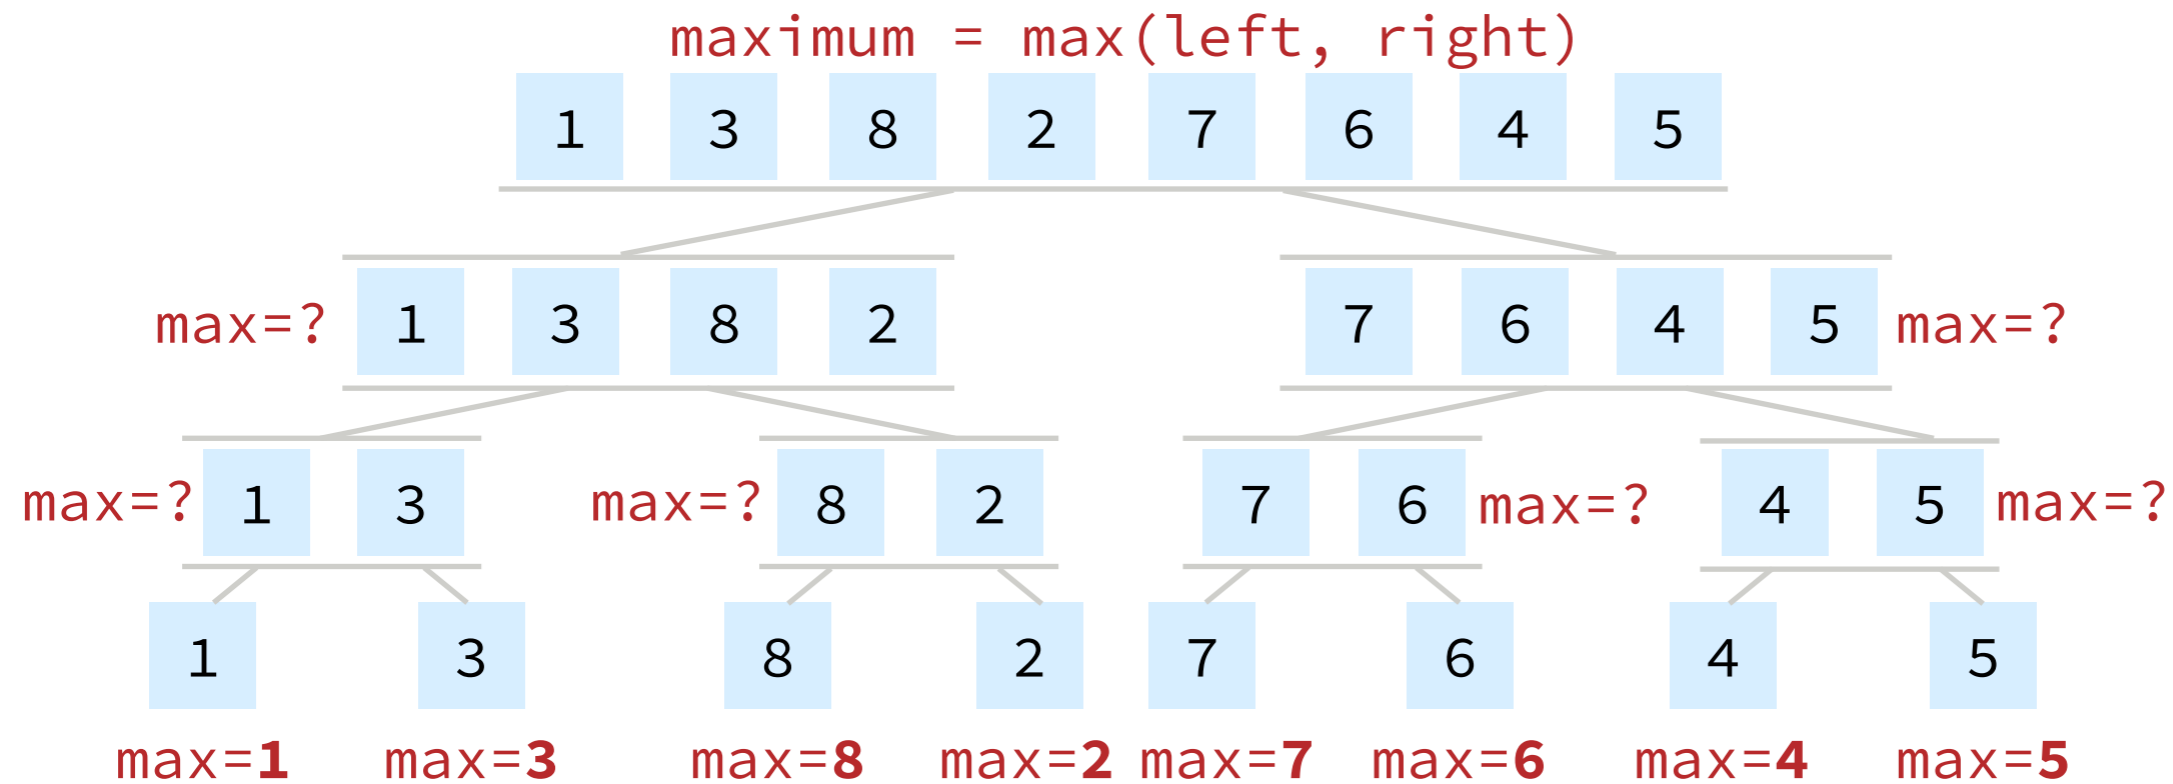 maximum = max(left, right)
1 3 8 2 7 6 4 5
max=? 1 3 8 2 7 6 4 5 max=?
max=? 1 3 max=? 8 2 7 6 max=? 4 5 max=?
1 3 8 2 7 6 4 5
max=1 max=3 max=8 max=2 max=7 max=6 max=4 max=5